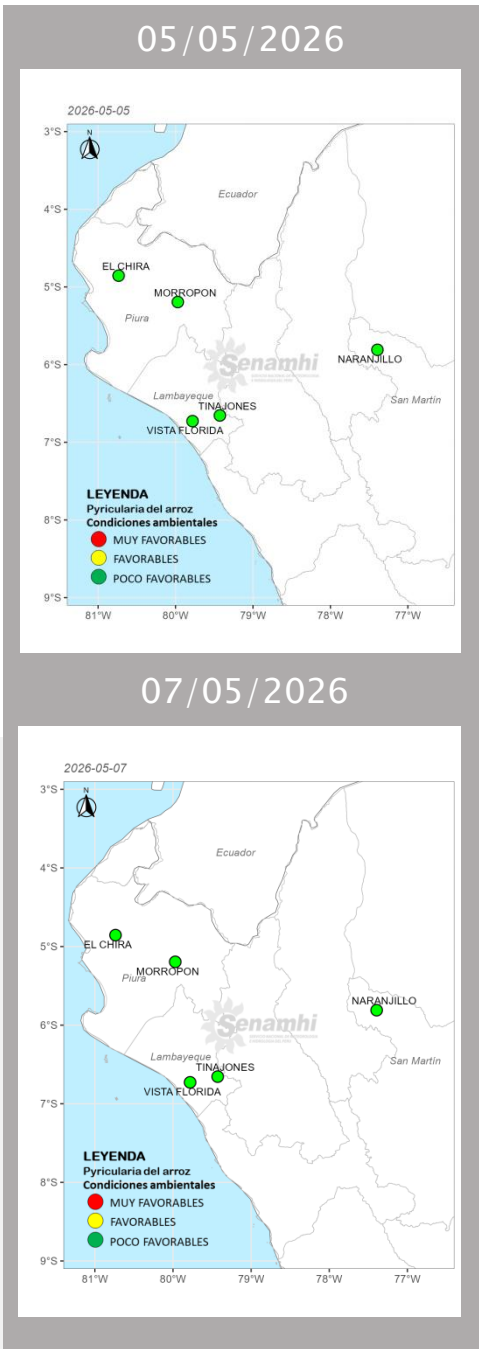 05/05/2026
2026-05-05
N
3°S
Ecuador
4°S
EL CHIRA
5°S
MORROPON
Piura
NARANJILLO
6°S
Senamhi
Lambayeque
San Martín
TINAJONES
VISTA FLORIDA
7°S
LEYENDA
Pyricularia del arroz
8°S
Condiciones ambientales
MUY FAVORABLES
FAVORABLES
POCO FAVORABLES
9°S
81°W 80°W 79°W 78°W 77°W
07/05/2026
2026-05-07
N
3°S
Ecuador
4°S
EL CHIRA
5°S
MORROPON
Piura
NARANJILLO
6°S
Senamhi
Lambayeque
San Martín
TINAJONES
VISTA FLORIDA
7°S
LEYENDA
Pyricularia del arroz
8°S
Condiciones ambientales
MUY FAVORABLES
FAVORABLES
POCO FAVORABLES
9°S
81°W 80°W 79°W 78°W 77°W